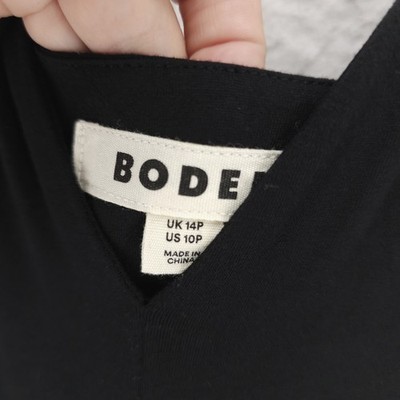 BODE
UK 14P
US 10P
MADE IN
CHINA